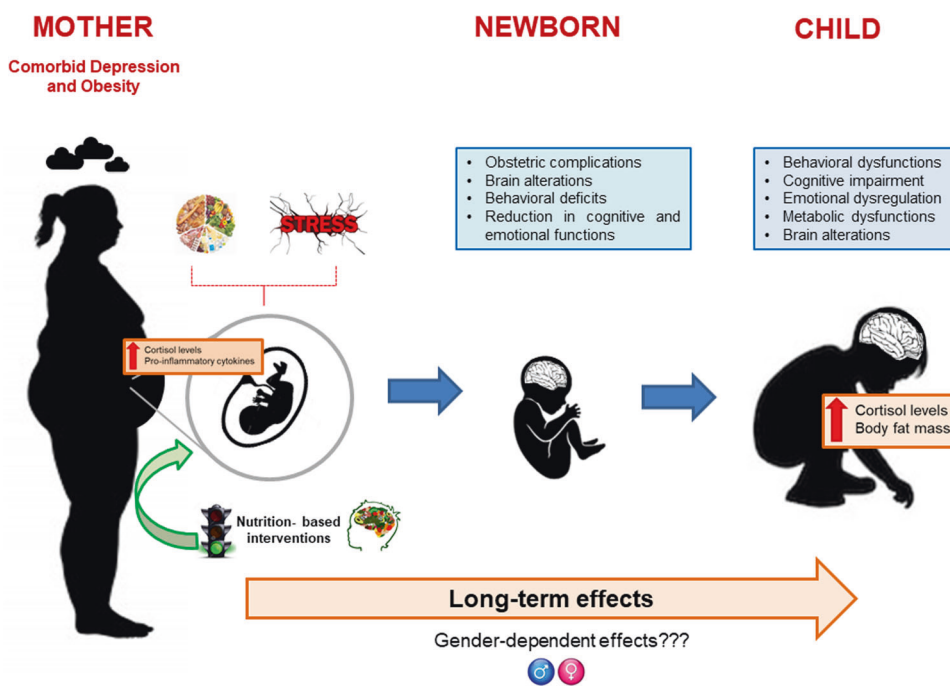 MOTHER
Comorbid Depression
and Obesity
NEWBORN
CHILD
• Obstetric complications
• Brain alterations
• Behavioral deficits
• Reduction in cognitive and
emotional functions
• Behavioral dysfunctions
• Cognitive impairment
• Emotional dysregulation
• Metabolic dysfunctions
• Brain alterations
STRESS
Cortisol levels
Pro-inflammatory cytokines
Cortisol levels
Body fat mass
Nutrition- based
interventions
Long-term effects
Gender-dependent effects???